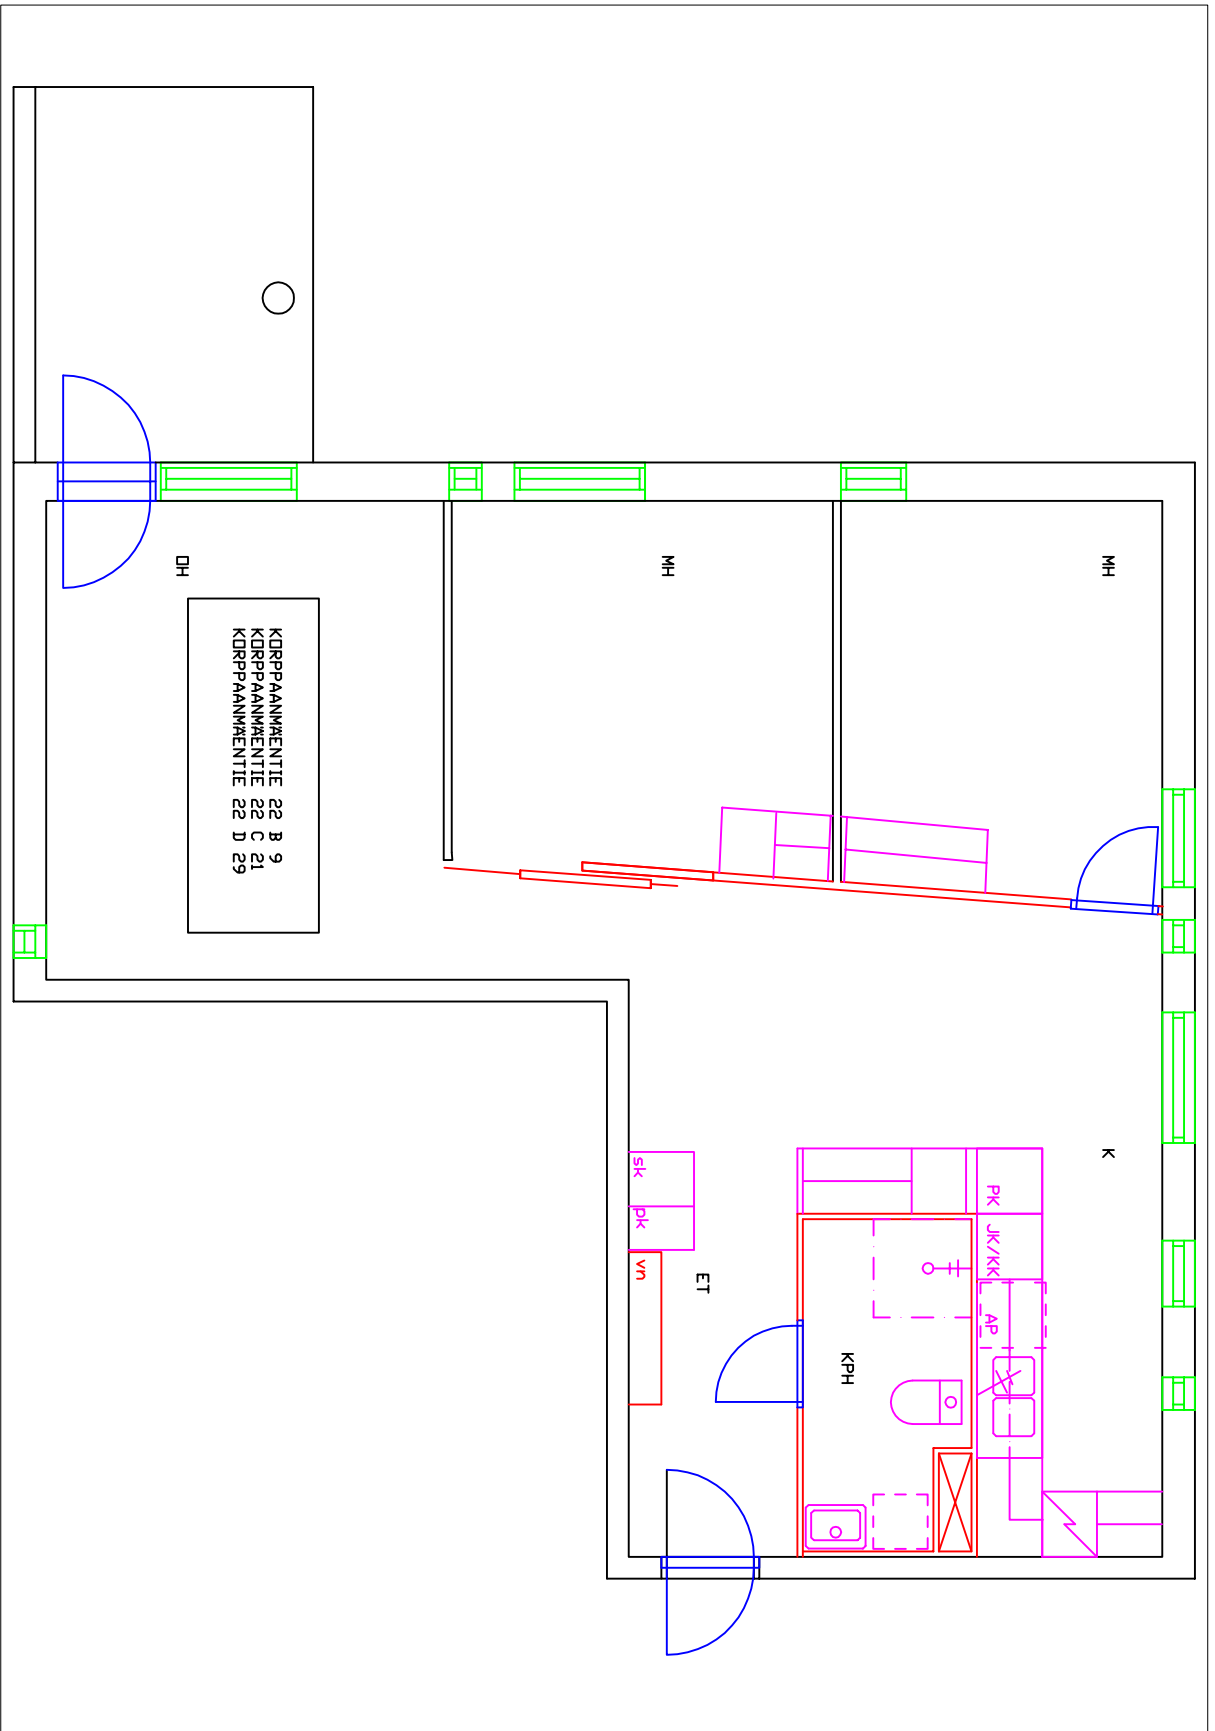 MH
K
PK
JK/KK
AP
KPH
ET
MH
sk
pk
vn
KORPPAANMÄENTIE 22 B 9
KORPPAANMÄENTIE 22 C 21
KORPPAANMÄENTIE 22 D 29
OH